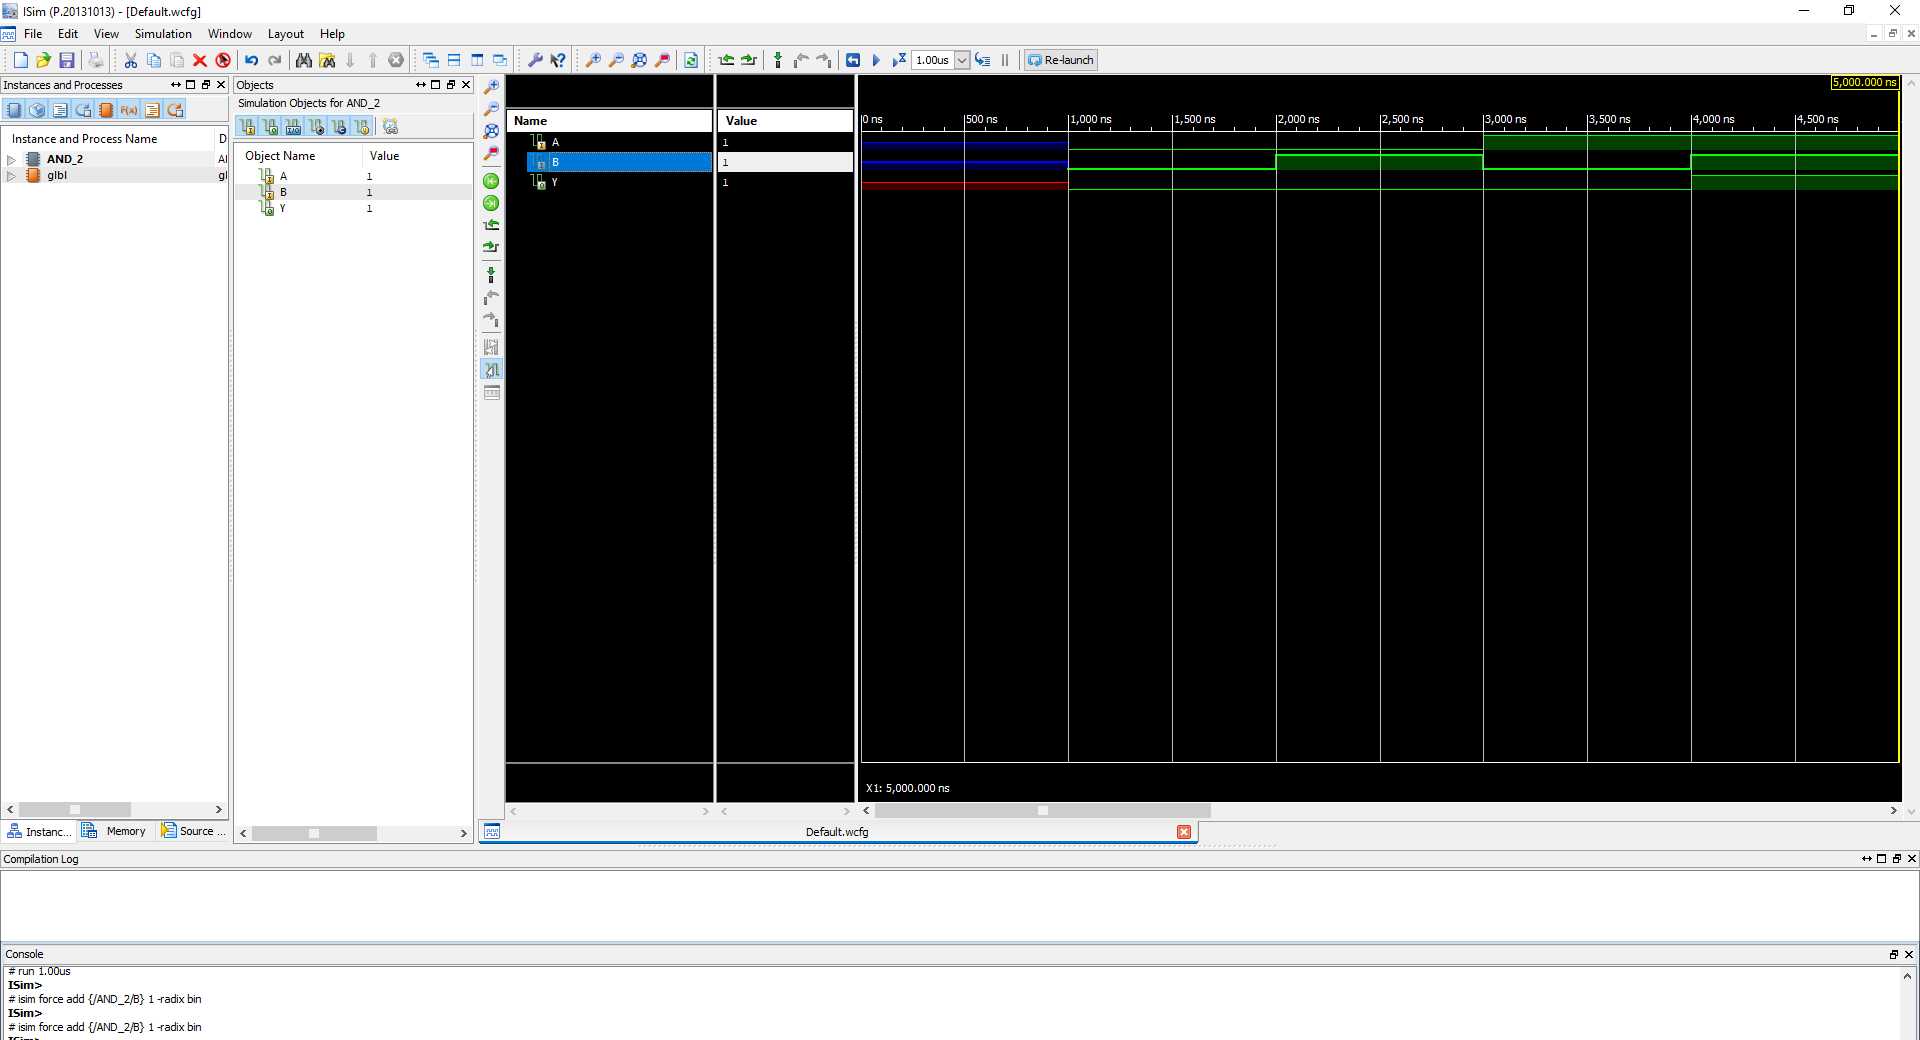 ISim (P.20131013) - [Default.wcfg]
File Edit View Simulation Window Layout Help
1.00us
Re-launch
Instances and Processes
Instance and Process Name D
AND_2 Al
glbl gl
Instanc... Memory Source ...
Objects
Simulation Objects for AND_2
Object Name Value
A 1
B 1
Y 1
Name Value
A 1
B 1
Y 1
5,000.000 ns
0 ns 500 ns 1,000 ns 1,500 ns 2,000 ns 2,500 ns 3,000 ns 3,500 ns 4,000 ns 4,500 ns
X1: 5,000.000 ns
Default.wcfg
Compilation Log
Console
# run 1.00us
ISim>
# isim force add {/AND_2/B} 1 -radix bin
ISim>
# isim force add {/AND_2/B} 1 -radix bin
ISim>